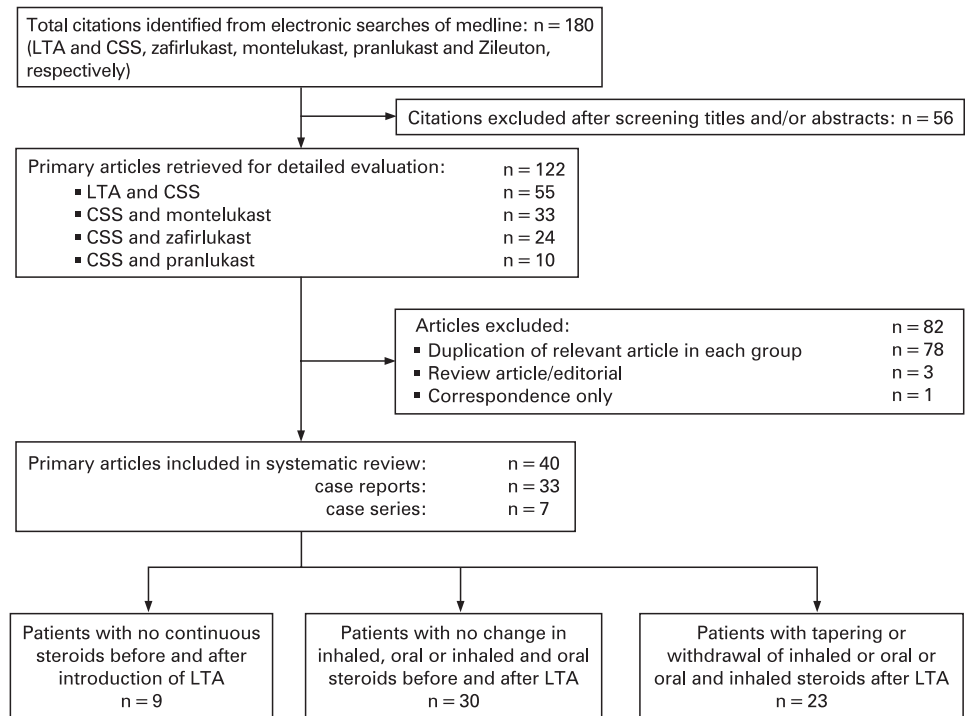 Total citations identified from electronic searches of medline: n = 180
(LTA and CSS, zafirlukast, montelukast, pranlukast and Zileuton,
respectively)
Citations excluded after screening titles and/or abstracts: n = 56
Primary articles retrieved for detailed evaluation: n = 122
▪ LTA and CSS n = 55
▪ CSS and montelukast n = 33
▪ CSS and zafirlukast n = 24
▪ CSS and pranlukast n = 10
Articles excluded: n = 82
▪ Duplication of relevant article in each group n = 78
▪ Review article/editorial n = 3
▪ Correspondence only n = 1
Primary articles included in systematic review: n = 40
case reports: n = 33
case series: n = 7
Patients with no continuous
steroids before and after
introduction of LTA
n = 9
Patients with no change in
inhaled, oral or inhaled and oral
steroids before and after LTA
n = 30
Patients with tapering or
withdrawal of inhaled or oral or
oral and inhaled steroids after LTA
n = 23